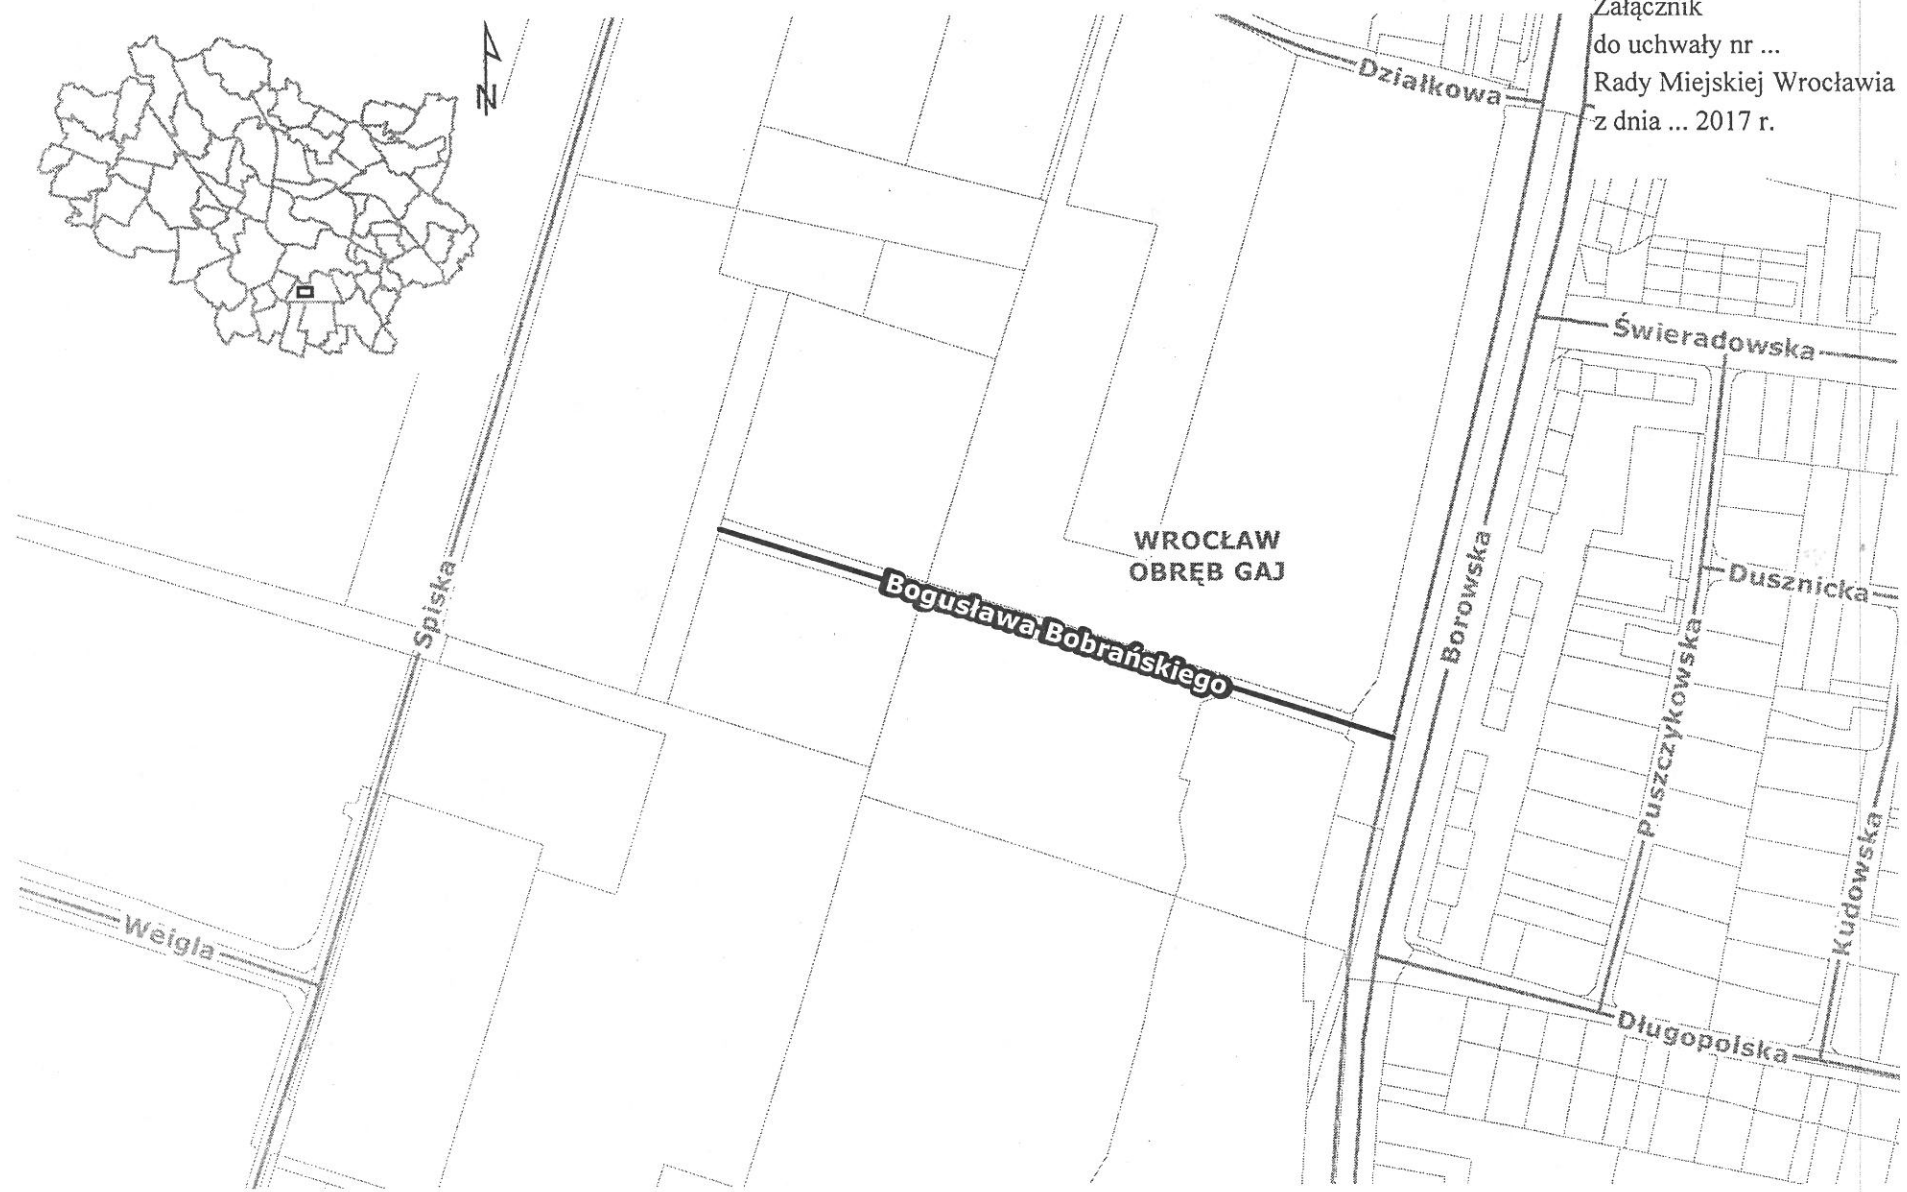 Załącznik
do uchwały nr ...
Rady Miejskiej Wrocławia
z dnia ... 2017 r.
N
Działkowa
Świeradowska
WROCŁAW
OBRĘB GAJ
Spiska
Bogusława Bobrańskiego
Borowska
Dusznicka
Puszczykowska
Kudowska
Weigla
Długopolska